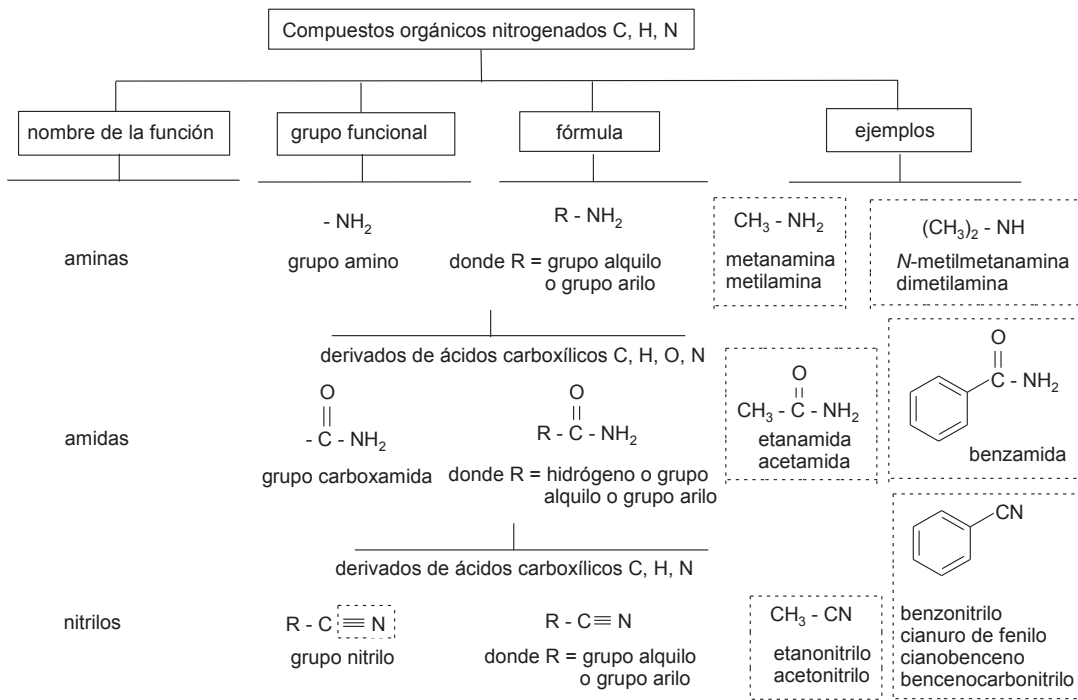 Compuestos orgánicos nitrogenados C, H, N
nombre de la función
grupo funcional
fórmula
ejemplos
aminas
- NH₂
grupo amino
R - NH₂
donde R = grupo alquilo
o grupo arilo
CH₃ - NH₂
metanamina
metilamina
(CH₃)₂ - NH
N-metilmetanamina
dimetilamina
derivados de ácidos carboxílicos C, H, O, N
amidas
O
- C - NH₂
grupo carboxamida
O
R - C - NH₂
donde R = hidrógeno o grupo
alquilo o grupo arilo
O
CH₃ - C - NH₂
etanamida
acetamida
O
C - NH₂
benzamida
derivados de ácidos carboxílicos C, H, N
nitrilos
R - C ≡ N
grupo nitrilo
R - C ≡ N
donde R = grupo alquilo
o grupo arilo
CH₃ - CN
etanonitrilo
acetonitrilo
CN
benzonitrilo
cianuro de fenilo
cianobenceno
bencenocarbonitrilo